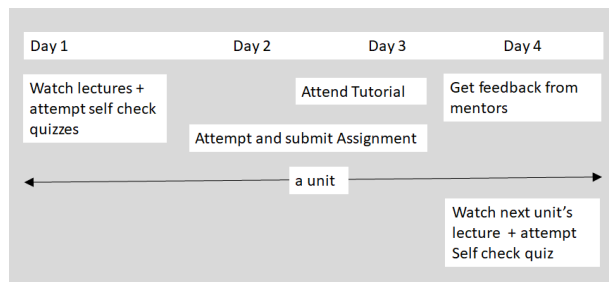 Day 1 Day 2 Day 3 Day 4
Watch lectures +
attempt self check
quizzes
Attend Tutorial
Get feedback from
mentors
Attempt and submit Assignment
a unit
Watch next unit's
lecture + attempt
Self check quiz